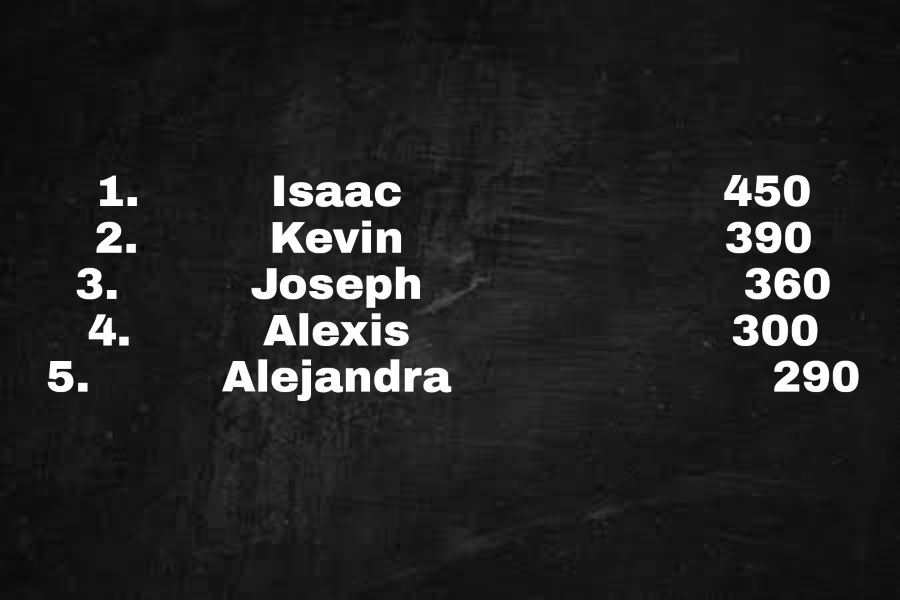 1. Isaac 450
2. Kevin 390
3. Joseph 360
4. Alexis 300
5. Alejandra 290